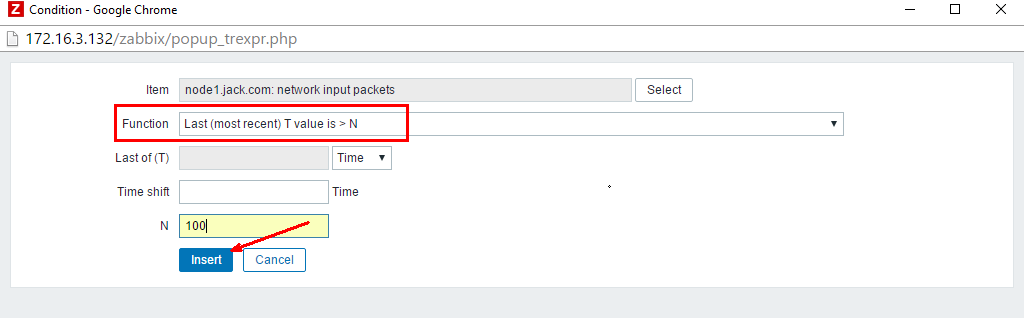 Z Condition - Google Chrome
172.16.3.132/zabbix/popup_trexpr.php
Item node1.jack.com: network input packets Select
Function Last (most recent) T value is > N
Last of (T) Time
Time shift Time
N 100
Insert Cancel